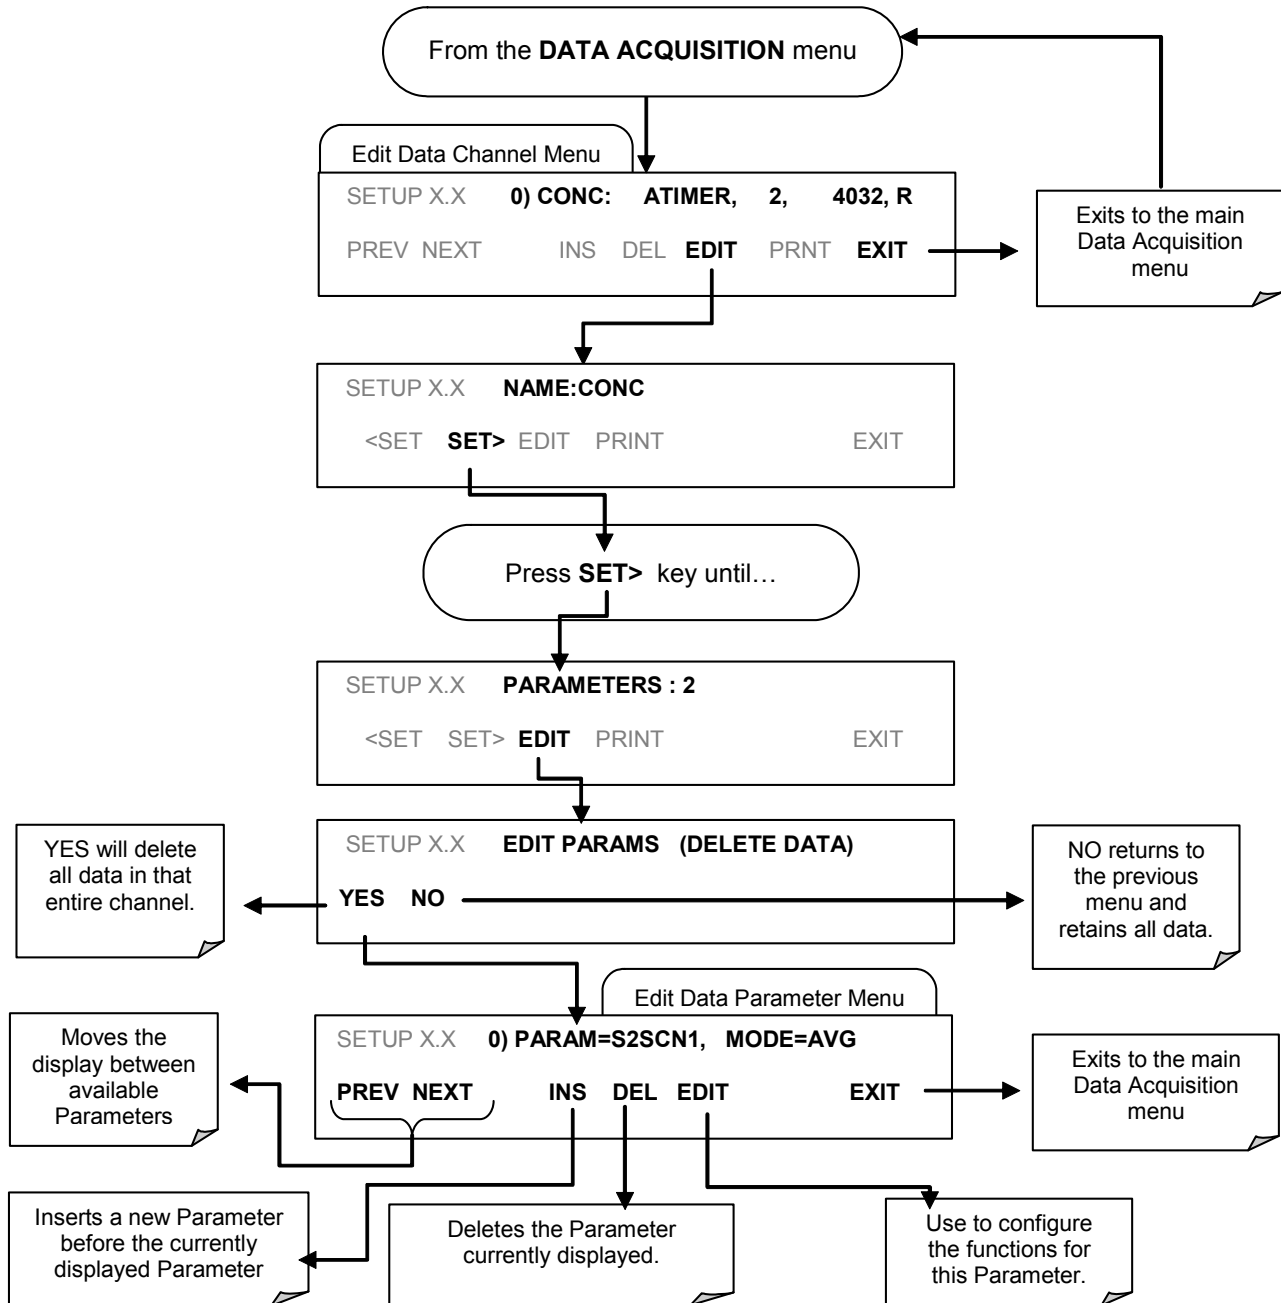 From the DATA ACQUISITION menu
Edit Data Channel Menu
SETUP X.X 0) CONC: ATIMER, 2, 4032, R
PREV NEXT INS DEL EDIT PRNT EXIT
Exits to the main
Data Acquisition
menu
SETUP X.X NAME:CONC
<SET SET> EDIT PRINT EXIT
Press SET> key until…
SETUP X.X PARAMETERS : 2
<SET SET> EDIT PRINT EXIT
YES will delete
all data in that
entire channel.
SETUP X.X EDIT PARAMS (DELETE DATA)
YES NO
NO returns to
the previous
menu and
retains all data.
Edit Data Parameter Menu
Moves the
display between
available
Parameters
SETUP X.X 0) PARAM=S2SCN1, MODE=AVG
PREV NEXT INS DEL EDIT EXIT
Exits to the main
Data Acquisition
menu
Inserts a new Parameter
before the currently
displayed Parameter
Deletes the Parameter
currently displayed.
Use to configure
the functions for
this Parameter.